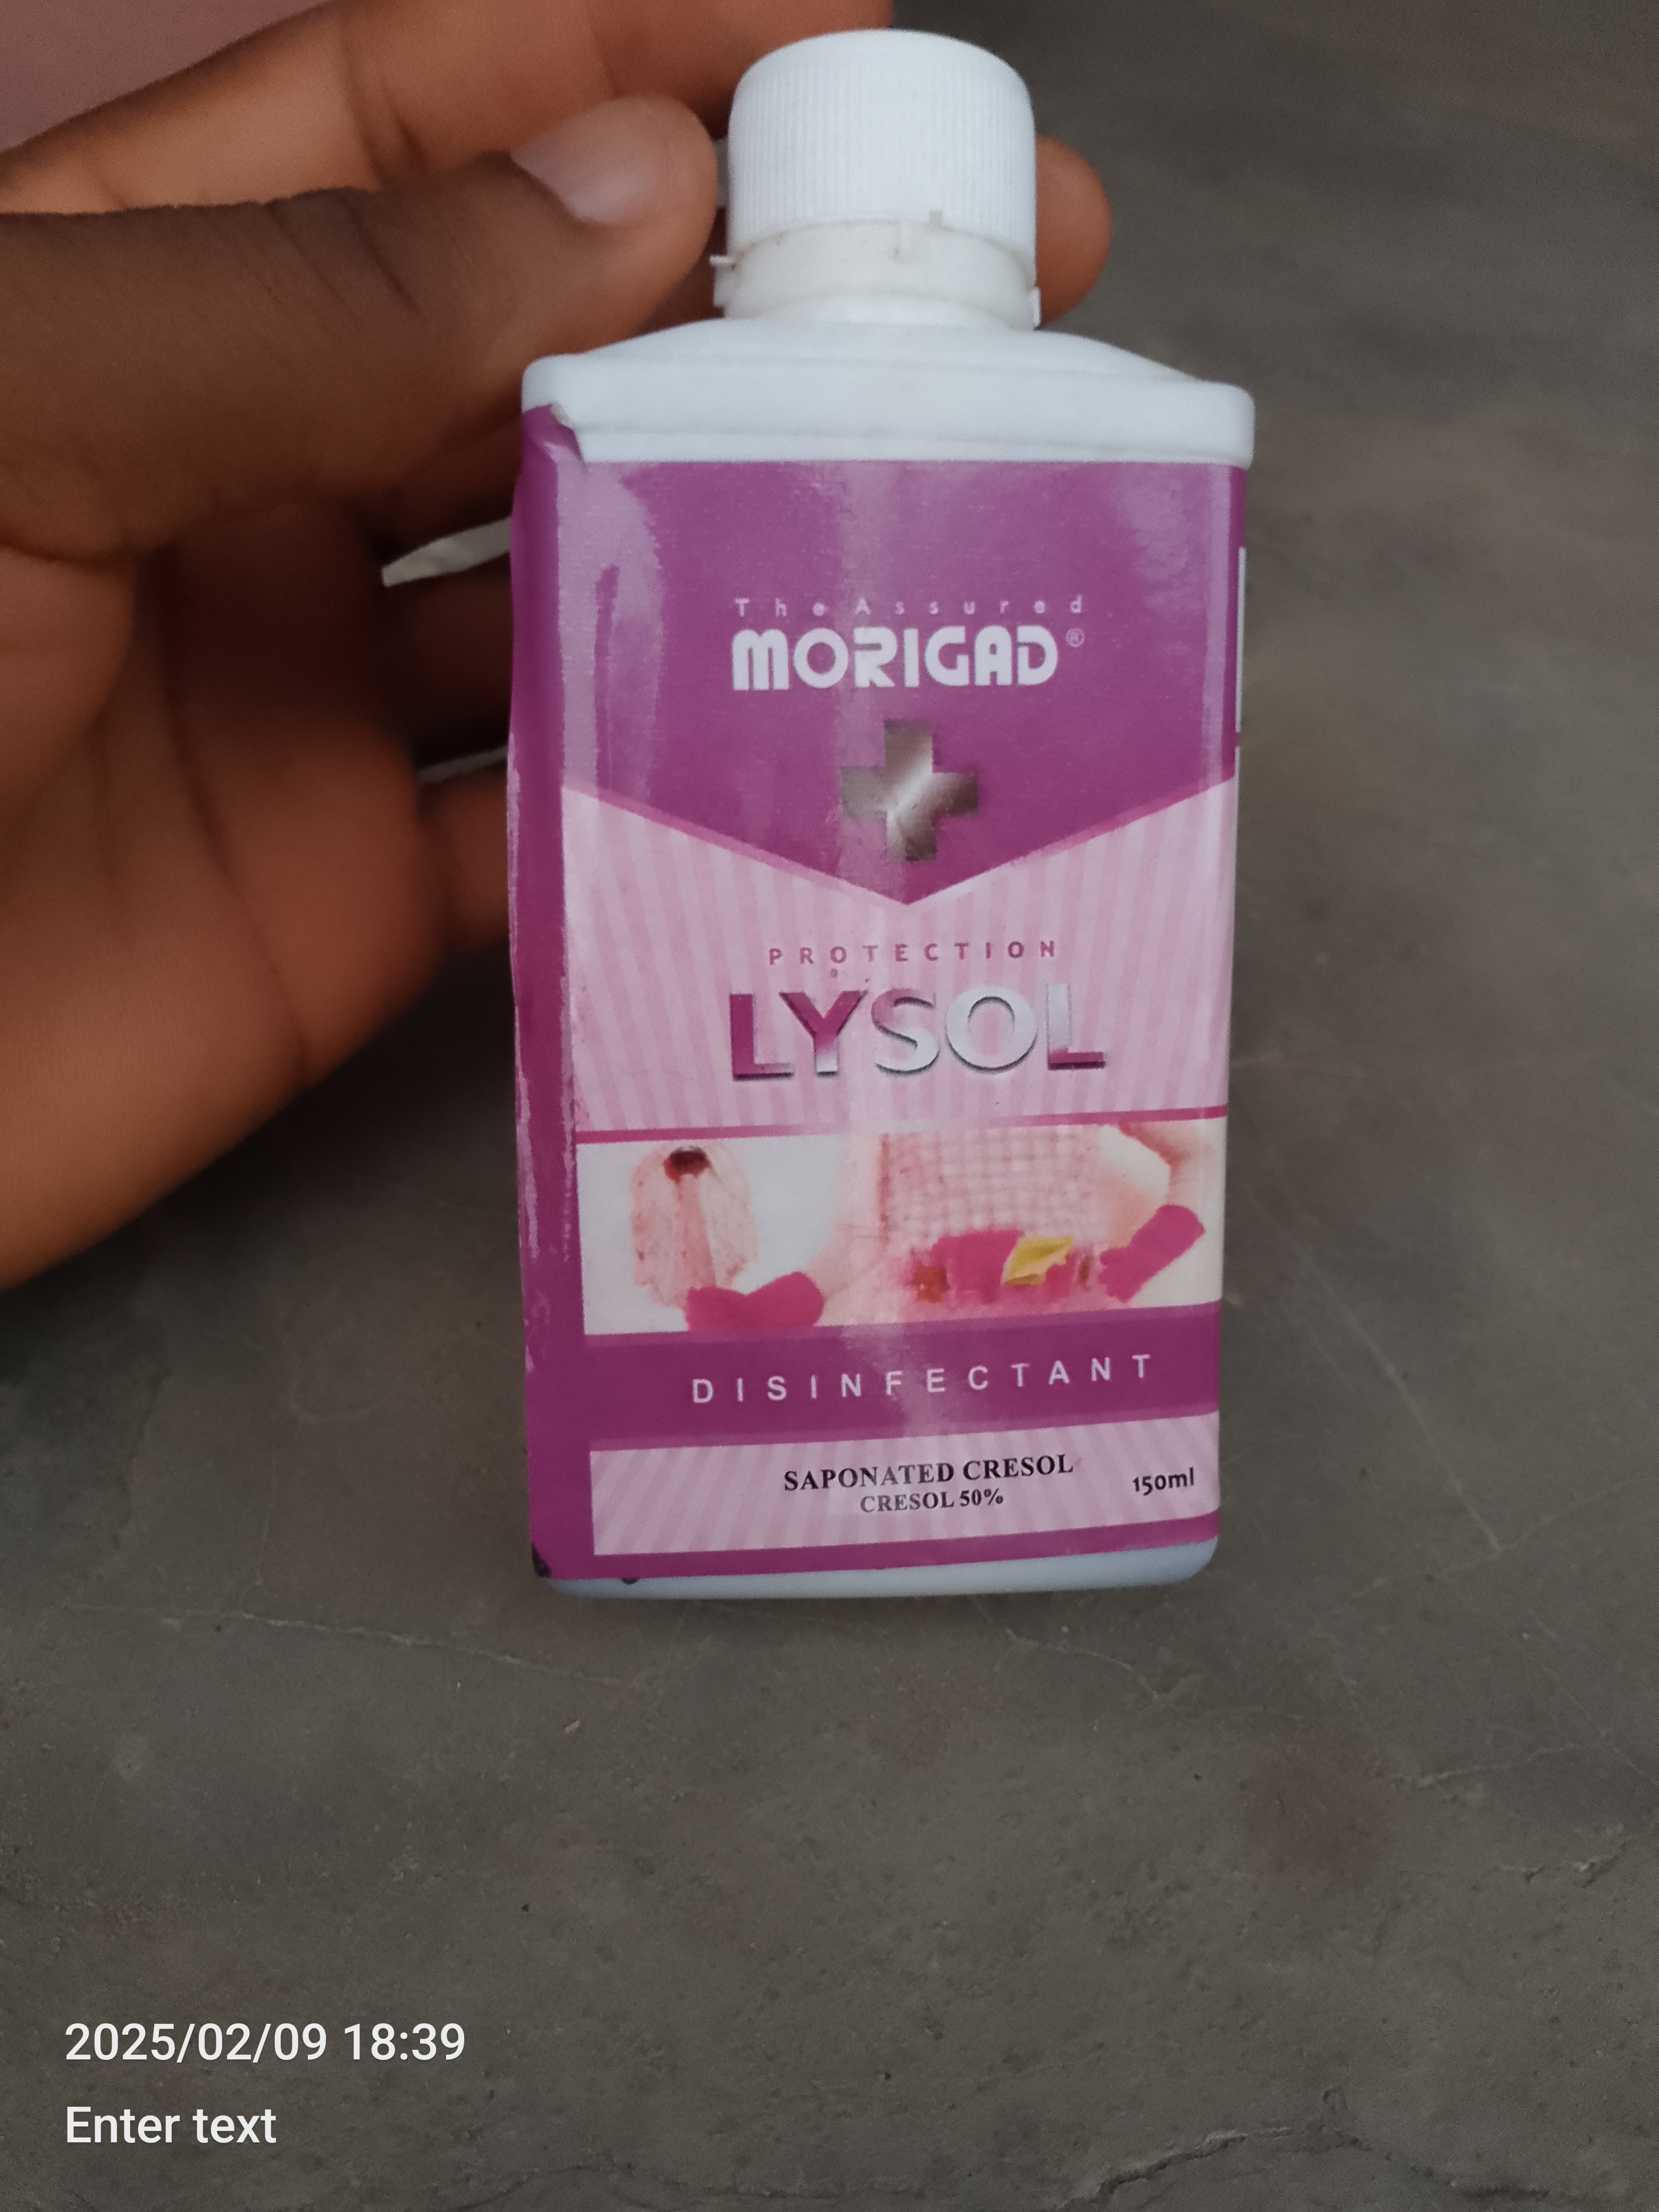 The Assured
MORIGAD®
PROTECTION
LYSOL
DISINFECTANT
SAPONATED CRESOL
CRESOL 50%
150ml
2025/02/09 18:39
Enter text